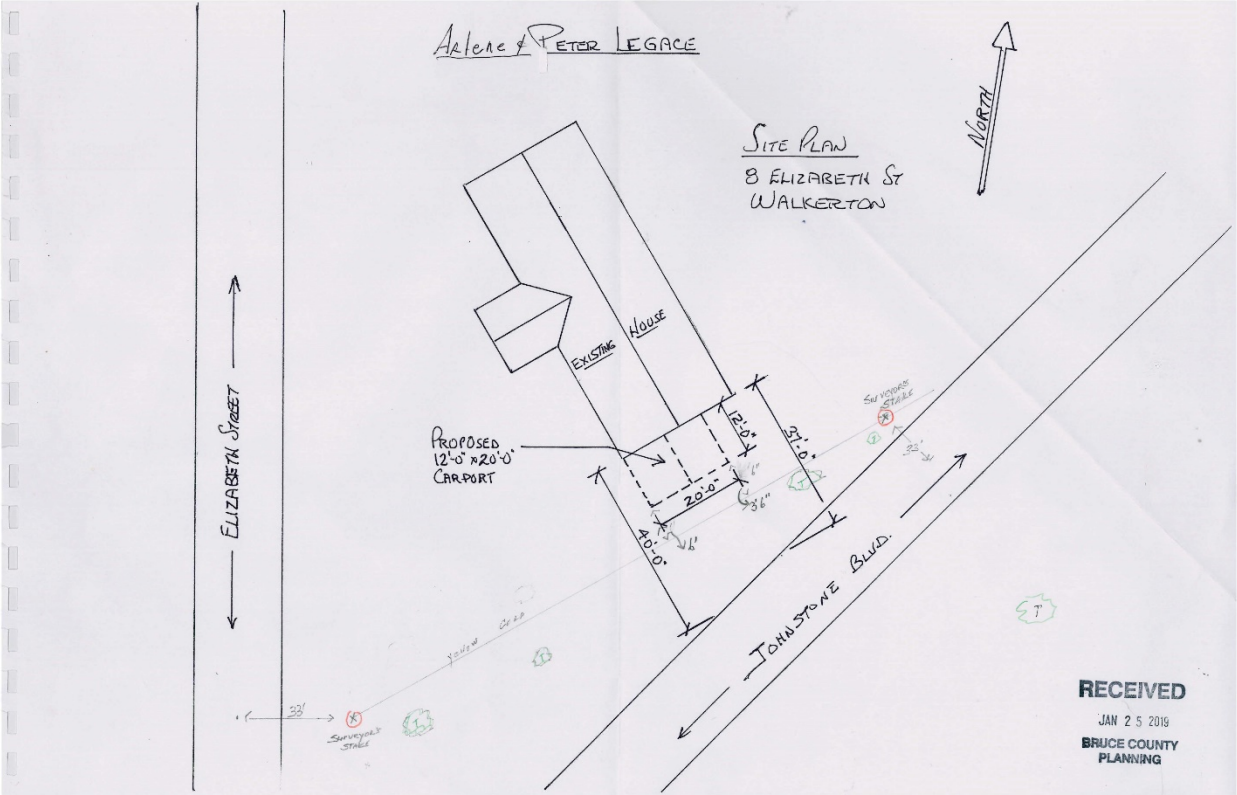 Arlene & PETER LEGACE
NORTH
SITE PLAN
8 ELIZABETH ST
WALKERTON
EXISTING HOUSE
ELIZABETH STREET
PROPOSED
12'-0" x 20'-0"
CARPORT
12'-0"
37'-0"
20'-0"
40'-0"
3'6"
6'
SURVEYORS
STAKE
33'
T
T
T
T
T
JOHNSTONE BLVD.
33'
SURVEYOR'S
STAKE
RECEIVED
JAN 25 2019
BRUCE COUNTY
PLANNING